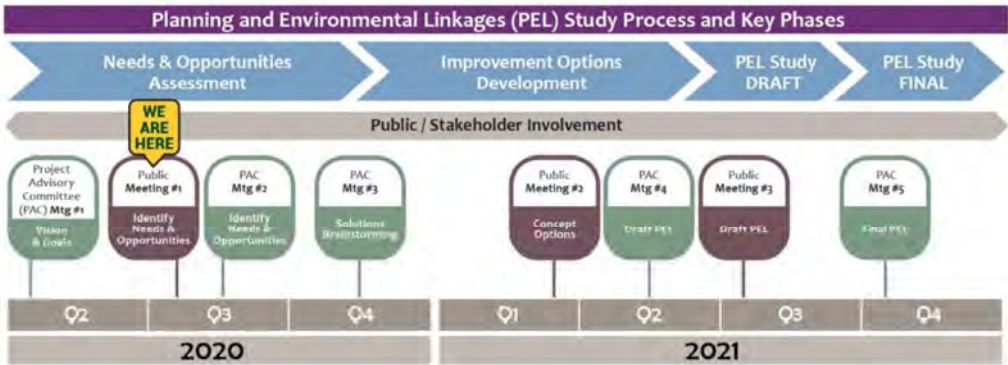 Planning and Environmental Linkages (PEL) Study Process and Key Phases
Needs & Opportunities
Assessment
Improvement Options
Development
PEL Study
DRAFT
PEL Study
FINAL
WE
ARE
HERE
Public / Stakeholder Involvement
Project
Advisory
Committee
(PAC) Mtg #1
Vision
& Goals
Public
Meeting #1
Identify
Needs &
Opportunities
PAC
Mtg #2
Identify
Needs &
Opportunities
PAC
Mtg #3
Solutions
Brainstorming
Public
Meeting #2
Concept
Options
PAC
Mtg #4
Draft PEL
Public
Meeting #3
Draft PEL
PAC
Mtg #5
Final PEL
Q2
Q3
Q4
Q1
Q2
Q3
Q4
2020
2021